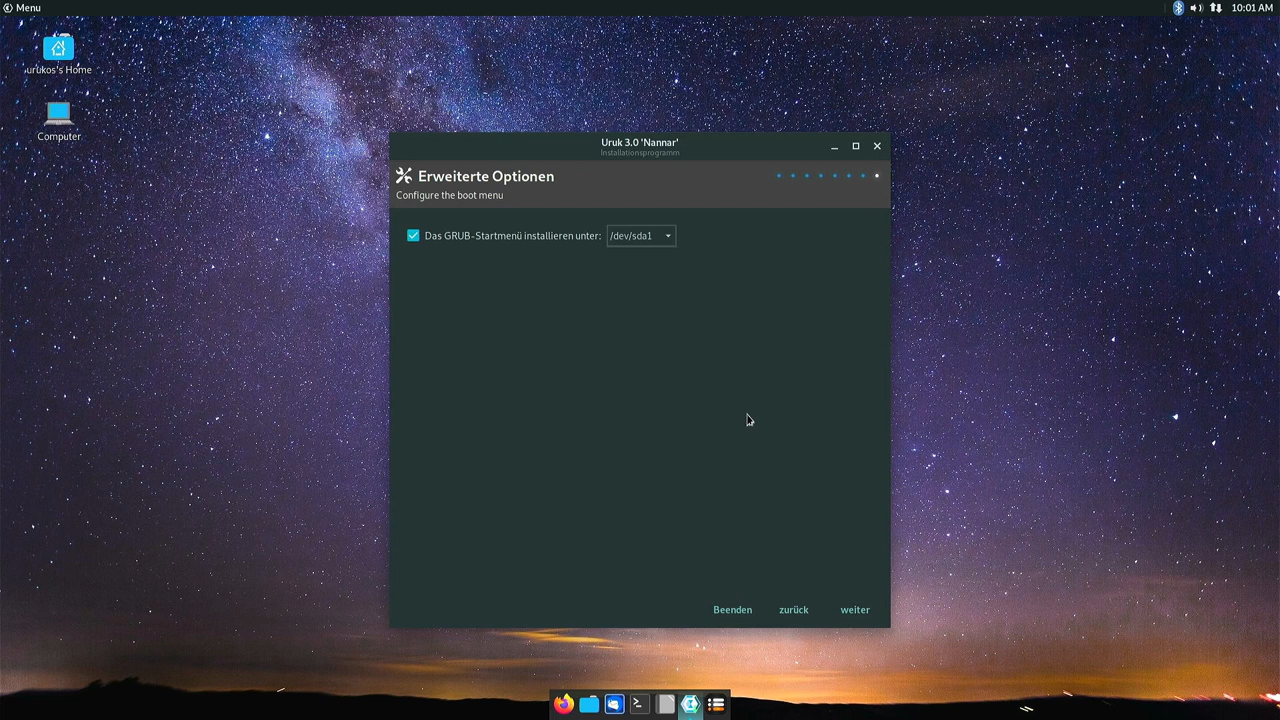 Menu
10:01 AM
urukos's Home
Computer
Uruk 3.0 'Nannar'
Installationsprogramm
Erweiterte Optionen
Configure the boot menu
Das GRUB-Startmenü installieren unter: /dev/sda1
Beenden zurück weiter